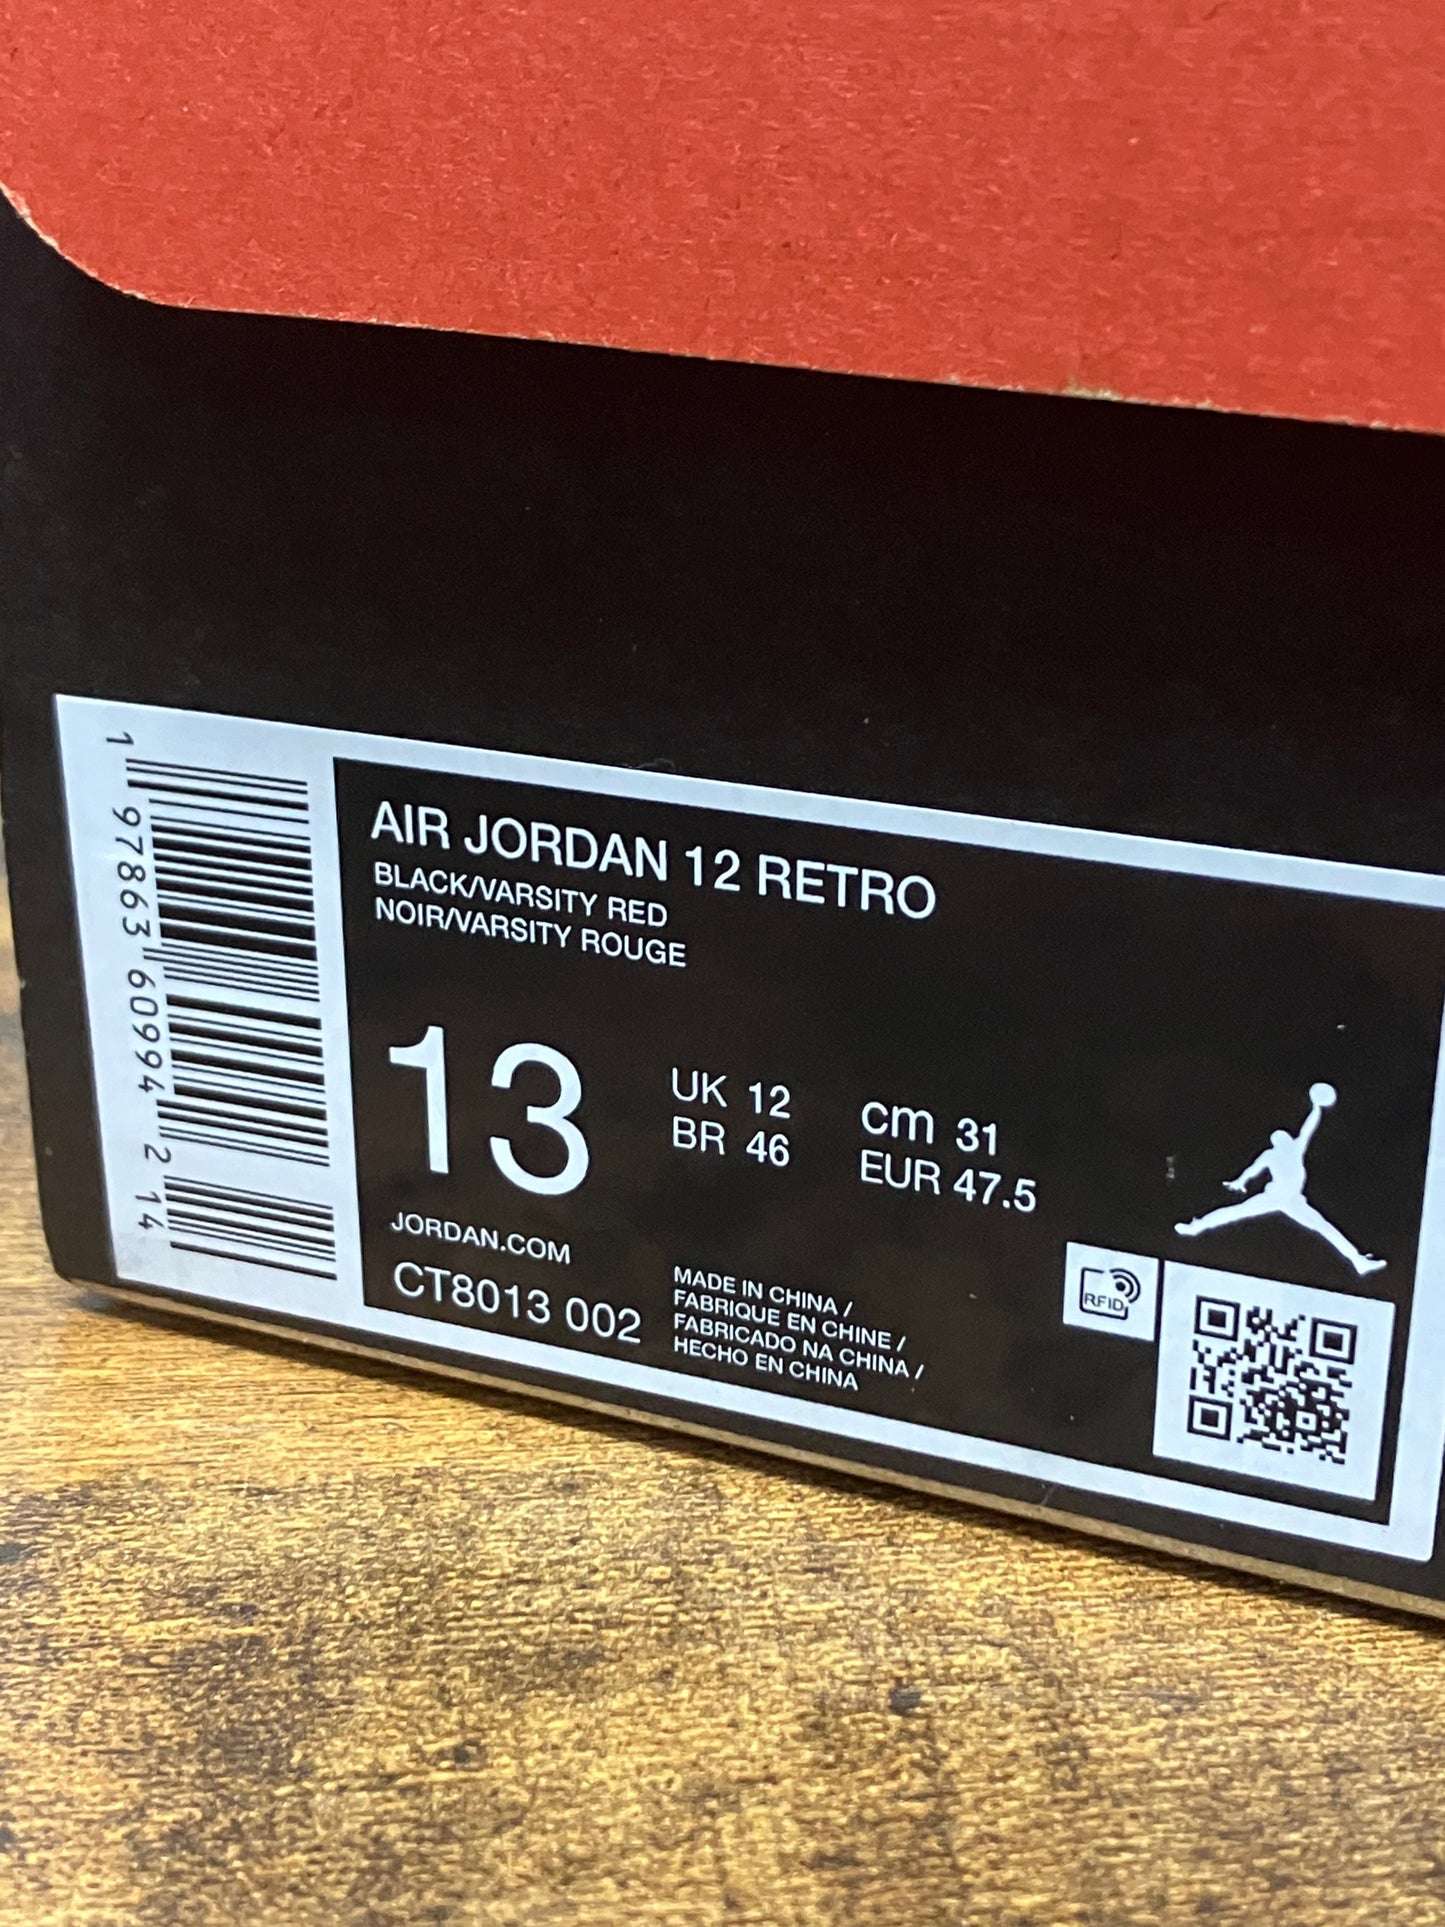 AIR JORDAN 12 RETRO
BLACK/VARSITY RED
NOIR/VARSITY ROUGE
13
UK 12
BR 46
cm 31
EUR 47.5
JORDAN.COM
CT8013 002
MADE IN CHINA /
FABRIQUE EN CHINE /
FABRICADO NA CHINA /
HECHO EN CHINA
RFID
1 97863 60994 2 14